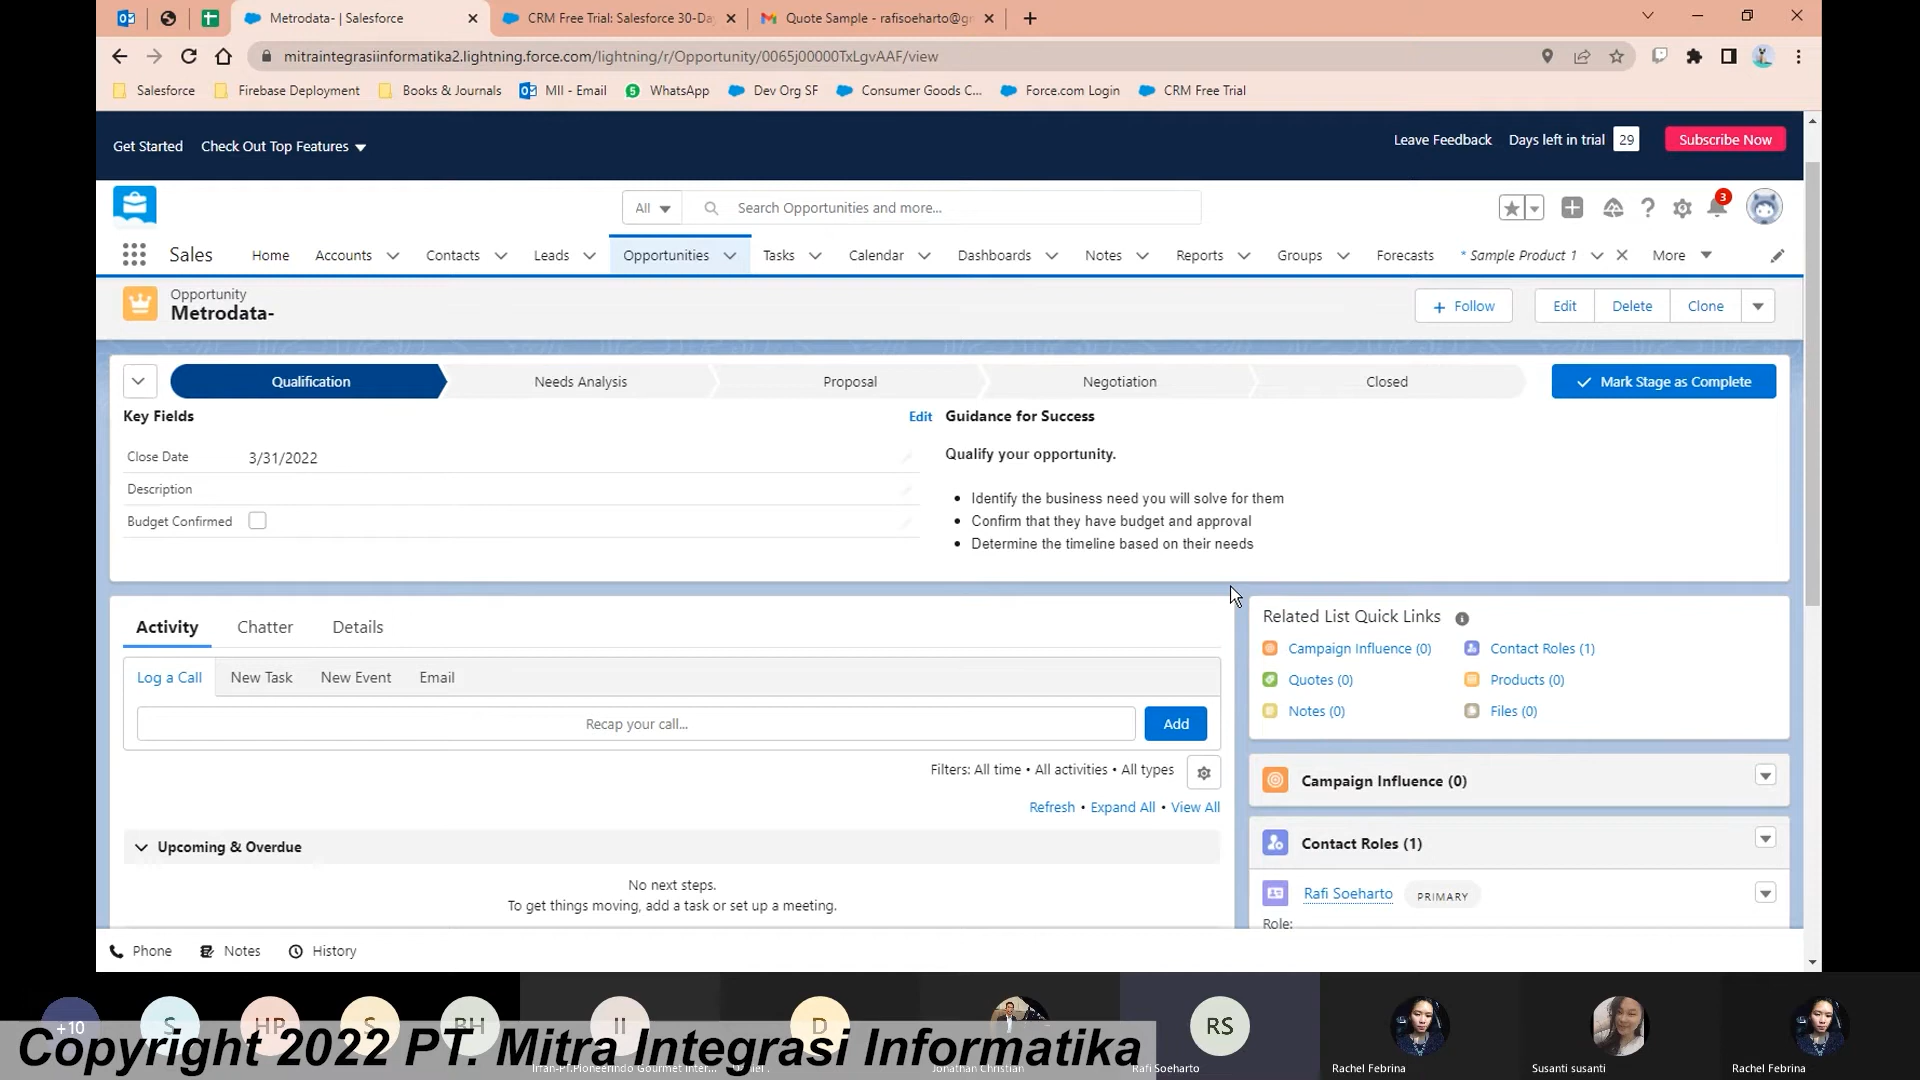 Metrodata- | Salesforce
CRM Free Trial: Salesforce 30-Da
Quote Sample - rafisoeharto@gr
mitraintegrasiinformatika2.lightning.force.com/lightning/r/Opportunity/0065j00000TxLgvAAF/view
Salesforce
Firebase Deployment
Books & Journals
MII - Email
WhatsApp
Dev Org SF
Consumer Goods C...
Force.com Login
CRM Free Trial
Get Started
Check Out Top Features
Leave Feedback
Days left in trial 29
Subscribe Now
All
Search Opportunities and more...
3
Sales
Home
Accounts
Contacts
Leads
Opportunities
Tasks
Calendar
Dashboards
Notes
Reports
Groups
Forecasts
* Sample Product 1
More
Opportunity
Metrodata-
+ Follow
Edit
Delete
Clone
Qualification
Needs Analysis
Proposal
Negotiation
Closed
Mark Stage as Complete
Key Fields
Edit
Guidance for Success
Close Date 3/31/2022
Description
Budget Confirmed
Qualify your opportunity.
• Identify the business need you will solve for them
• Confirm that they have budget and approval
• Determine the timeline based on their needs
Activity
Chatter
Details
Log a Call
New Task
New Event
Email
Recap your call...
Add
Filters: All time • All activities • All types
Refresh • Expand All • View All
Upcoming & Overdue
No next steps.
To get things moving, add a task or set up a meeting.
Related List Quick Links
Campaign Influence (0)
Contact Roles (1)
Quotes (0)
Products (0)
Notes (0)
Files (0)
Campaign Influence (0)
Contact Roles (1)
Rafi Soeharto PRIMARY
Role:
Phone
Notes
History
+10
S
HP
S
BH
II
D
RS
Copyright 2022 PT. Mitra Integrasi Informatika
Jonathan Christian
Rafi Soeharto
Rachel Febrina
Susanti susanti
Rachel Febrina